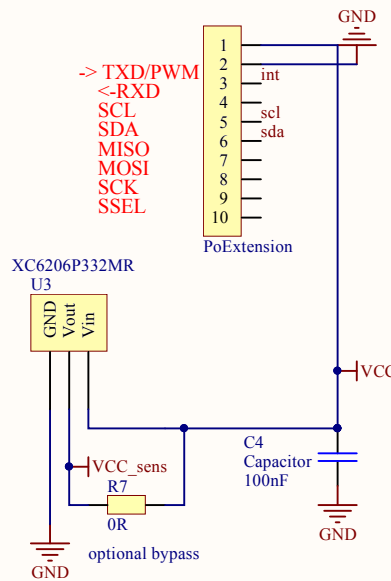 GND
1
-> TXD/PWM
2
int
<-RXD
3
SCL
4
scl
SDA
5
sda
MISO
6
MOSI
7
SCK
8
SSEL
9
10
PoExtension
XC6206P332MR
U3
GND
Vout
Vin
VCC
VCC_sens
C4
Capacitor
100nF
R7
0R
GND
optional bypass
GND